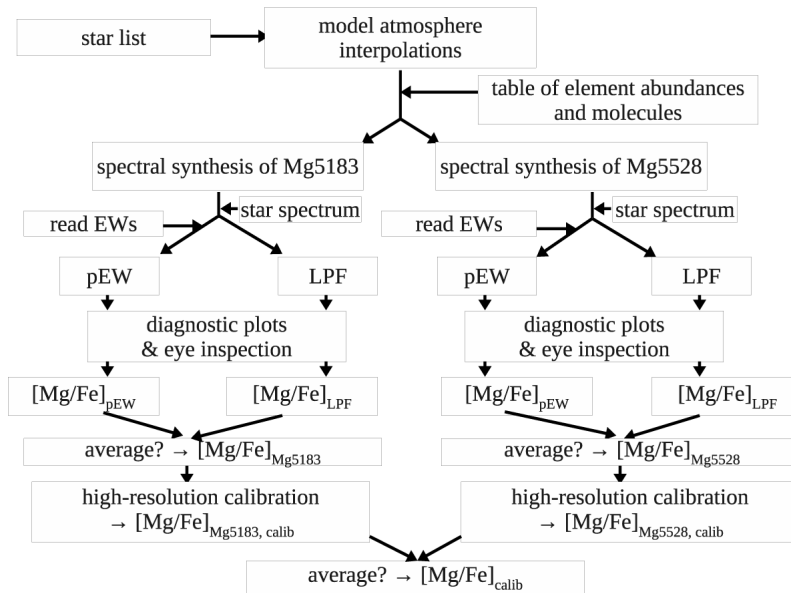 star list
model atmosphere
interpolations
table of element abundances
and molecules
spectral synthesis of Mg5183
spectral synthesis of Mg5528
star spectrum
star spectrum
read EWs
read EWs
pEW
LPF
pEW
LPF
diagnostic plots
& eye inspection
diagnostic plots
& eye inspection
[Mg/Fe]pEW
[Mg/Fe]LPF
[Mg/Fe]pEW
[Mg/Fe]LPF
average? → [Mg/Fe]Mg5183
average? → [Mg/Fe]Mg5528
high-resolution calibration
→ [Mg/Fe]Mg5183, calib
high-resolution calibration
→ [Mg/Fe]Mg5528, calib
average? → [Mg/Fe]calib